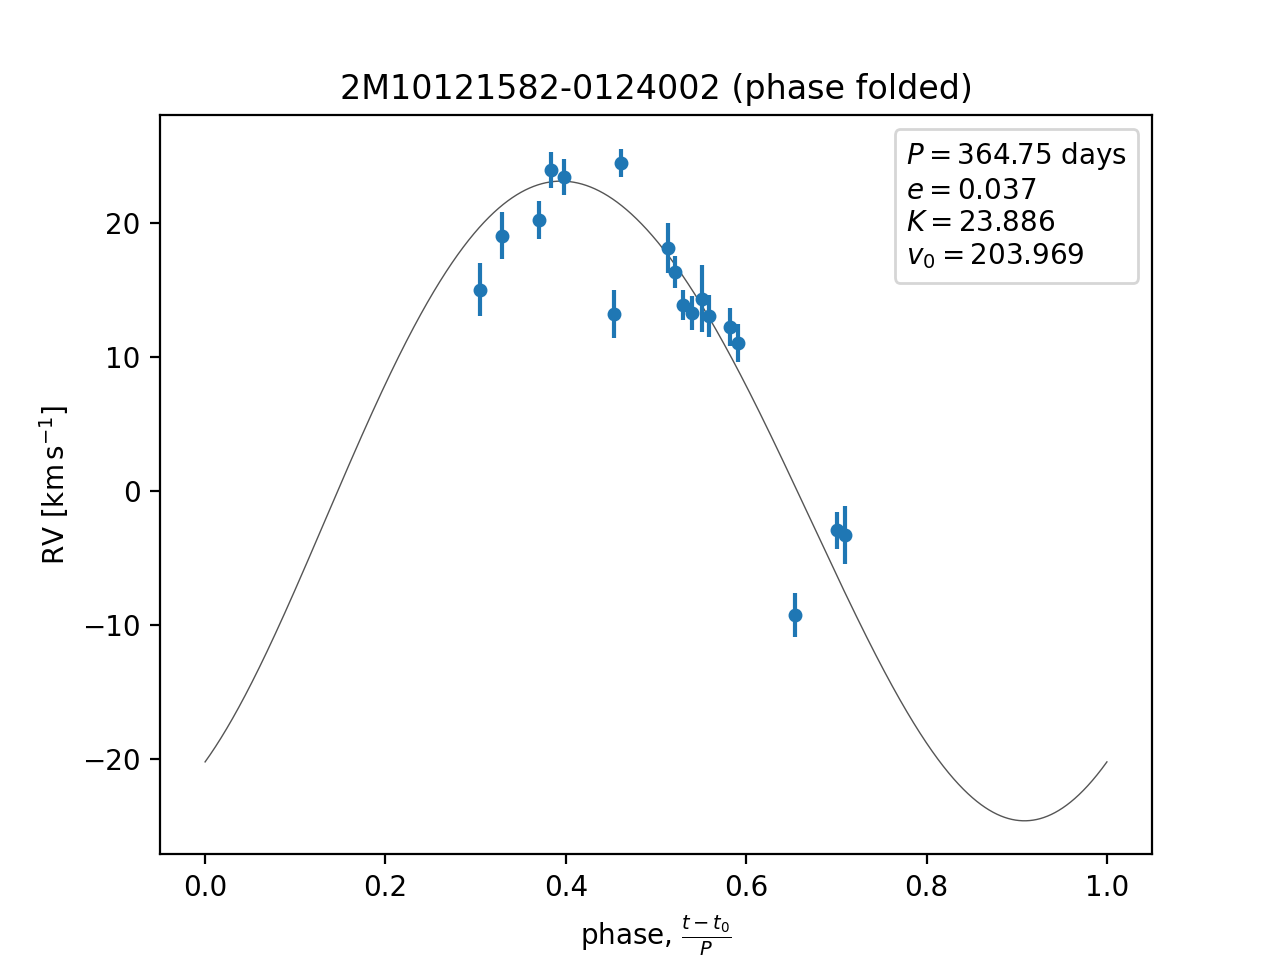 2M10121582-0124002 (phase folded)
P = 364.75 days
e = 0.037
K = 23.886
v₀ = 203.969
20
10
0
−10
−20
RV [km s⁻¹]
0.0 0.2 0.4 0.6 0.8 1.0
phase, (t − t₀)/P